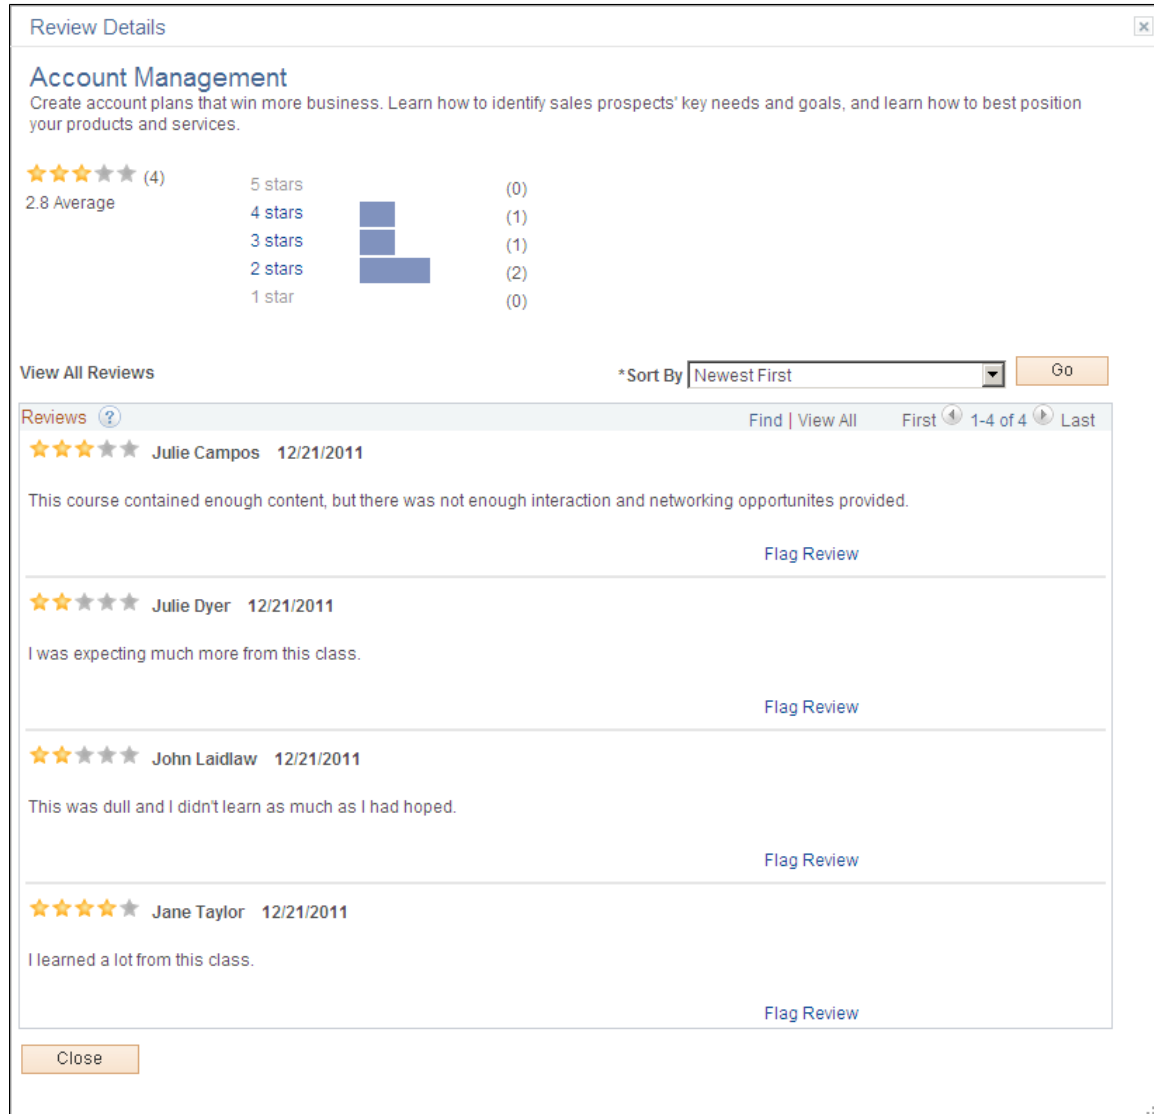 Review Details
Account Management
Create account plans that win more business. Learn how to identify sales prospects' key needs and goals, and learn how to best position
your products and services.
(4)
2.8 Average
5 stars (0)
4 stars (1)
3 stars (1)
2 stars (2)
1 star (0)
View All Reviews *Sort By Newest First Go
Reviews ? Find | View All First 1-4 of 4 Last
Julie Campos 12/21/2011
This course contained enough content, but there was not enough interaction and networking opportunites provided.
Flag Review
Julie Dyer 12/21/2011
I was expecting much more from this class.
Flag Review
John Laidlaw 12/21/2011
This was dull and I didn't learn as much as I had hoped.
Flag Review
Jane Taylor 12/21/2011
I learned a lot from this class.
Flag Review
Close